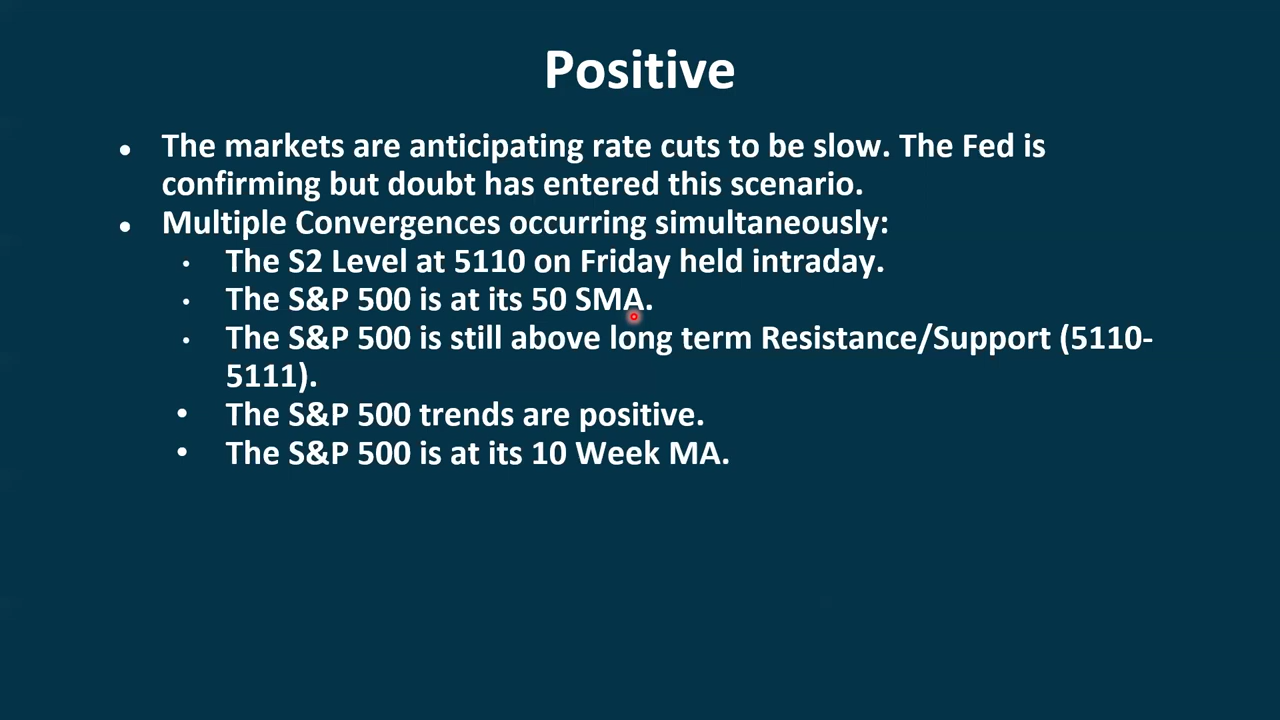 Positive
• The markets are anticipating rate cuts to be slow. The Fed is
confirming but doubt has entered this scenario.
• Multiple Convergences occurring simultaneously:
• The S2 Level at 5110 on Friday held intraday.
• The S&P 500 is at its 50 SMA.
• The S&P 500 is still above long term Resistance/Support (5110-
5111).
• The S&P 500 trends are positive.
• The S&P 500 is at its 10 Week MA.